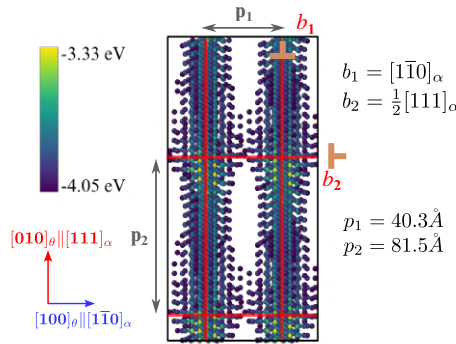 p₁
b₁
-3.33 eV
-4.05 eV
b₁ = [11̅0]α
b₂ = ½[111]α
b₂
p₂
p₁ = 40.3Å
p₂ = 81.5Å
[010]θ||[111]α
[100]θ||[11̅0]α